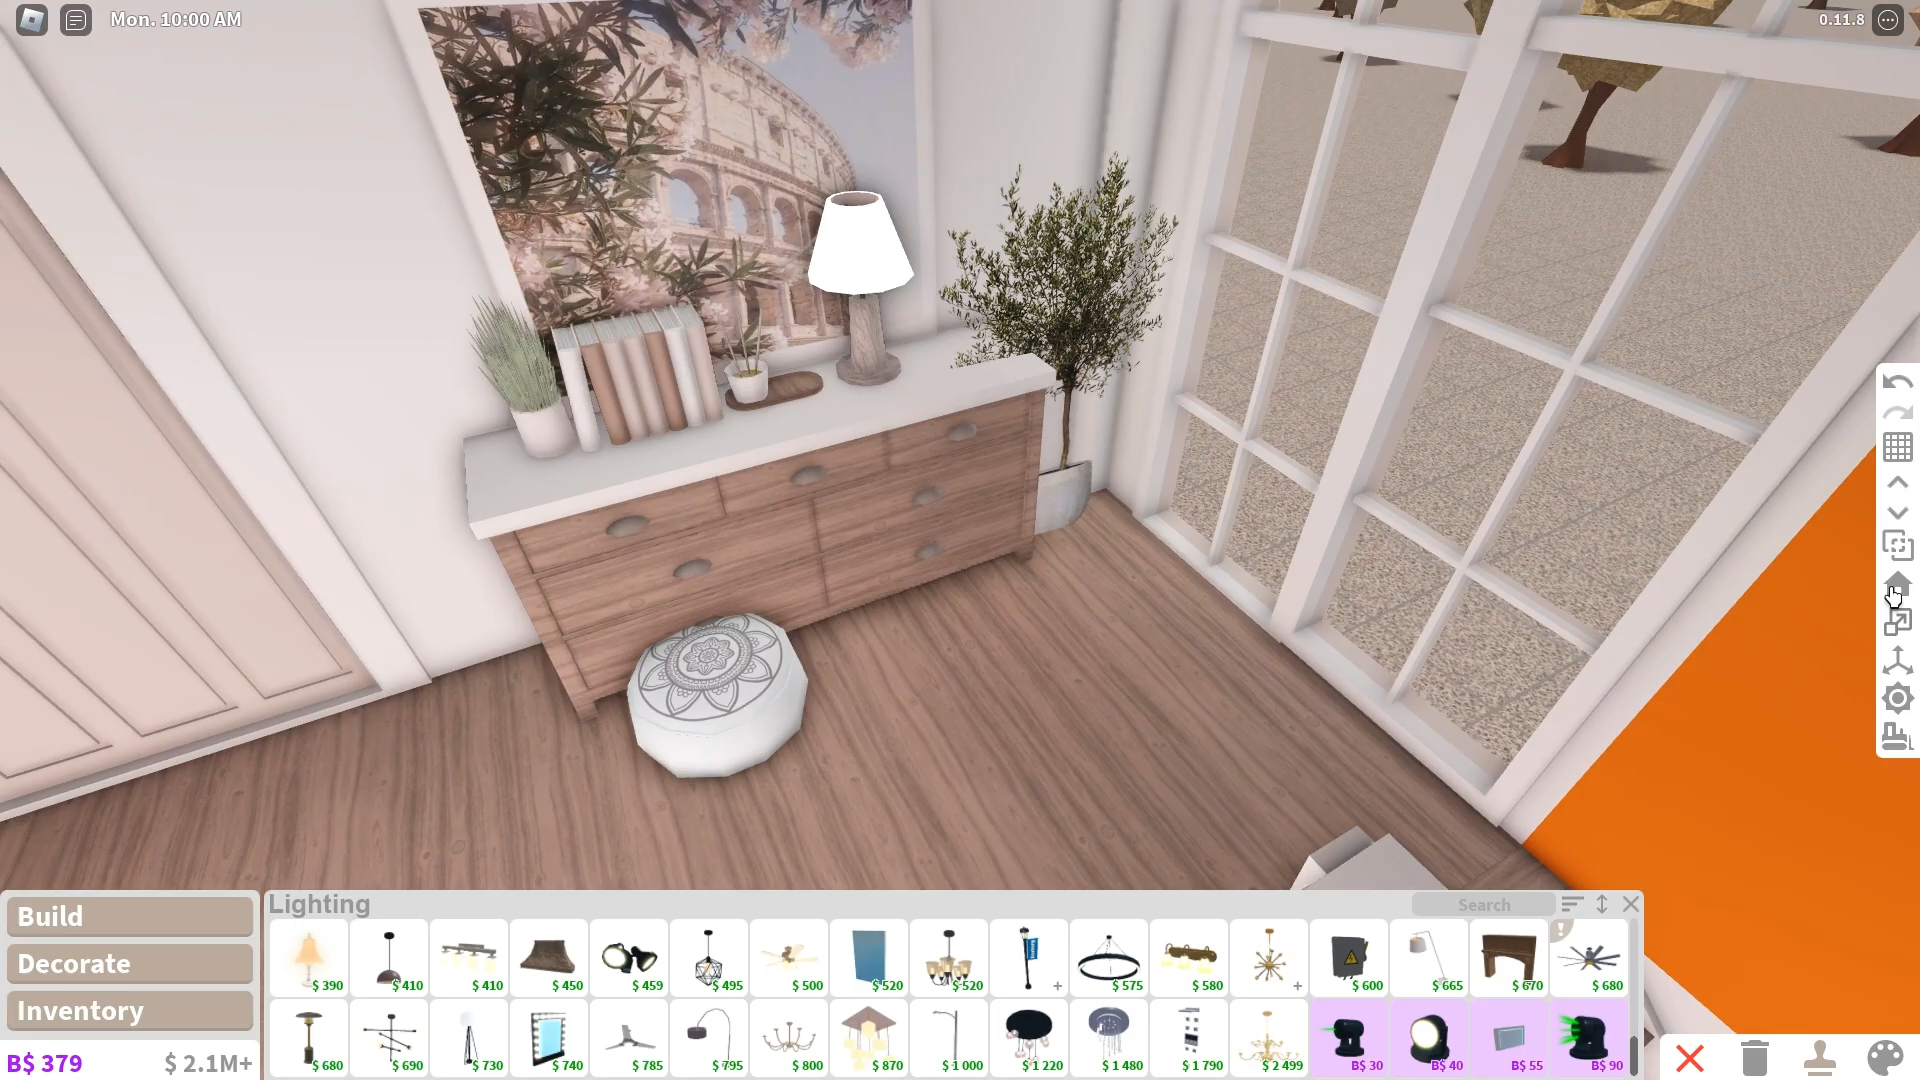 Mon. 10:00 AM
0.11.8
Build
Decorate
Inventory
B$ 379
$ 2.1M+
Lighting
Search
$ 390
$ 410
$ 410
$ 450
$ 459
$ 495
$ 500
$ 520
$ 520
+
$ 575
$ 580
+
$ 600
$ 665
$ 670
!
$ 680
$ 680
$ 690
$ 730
$ 740
$ 785
$ 795
$ 800
$ 870
$ 1 000
$ 1 220
$ 1 480
$ 1 790
$ 2 499
B$ 30
B$ 40
B$ 55
B$ 90